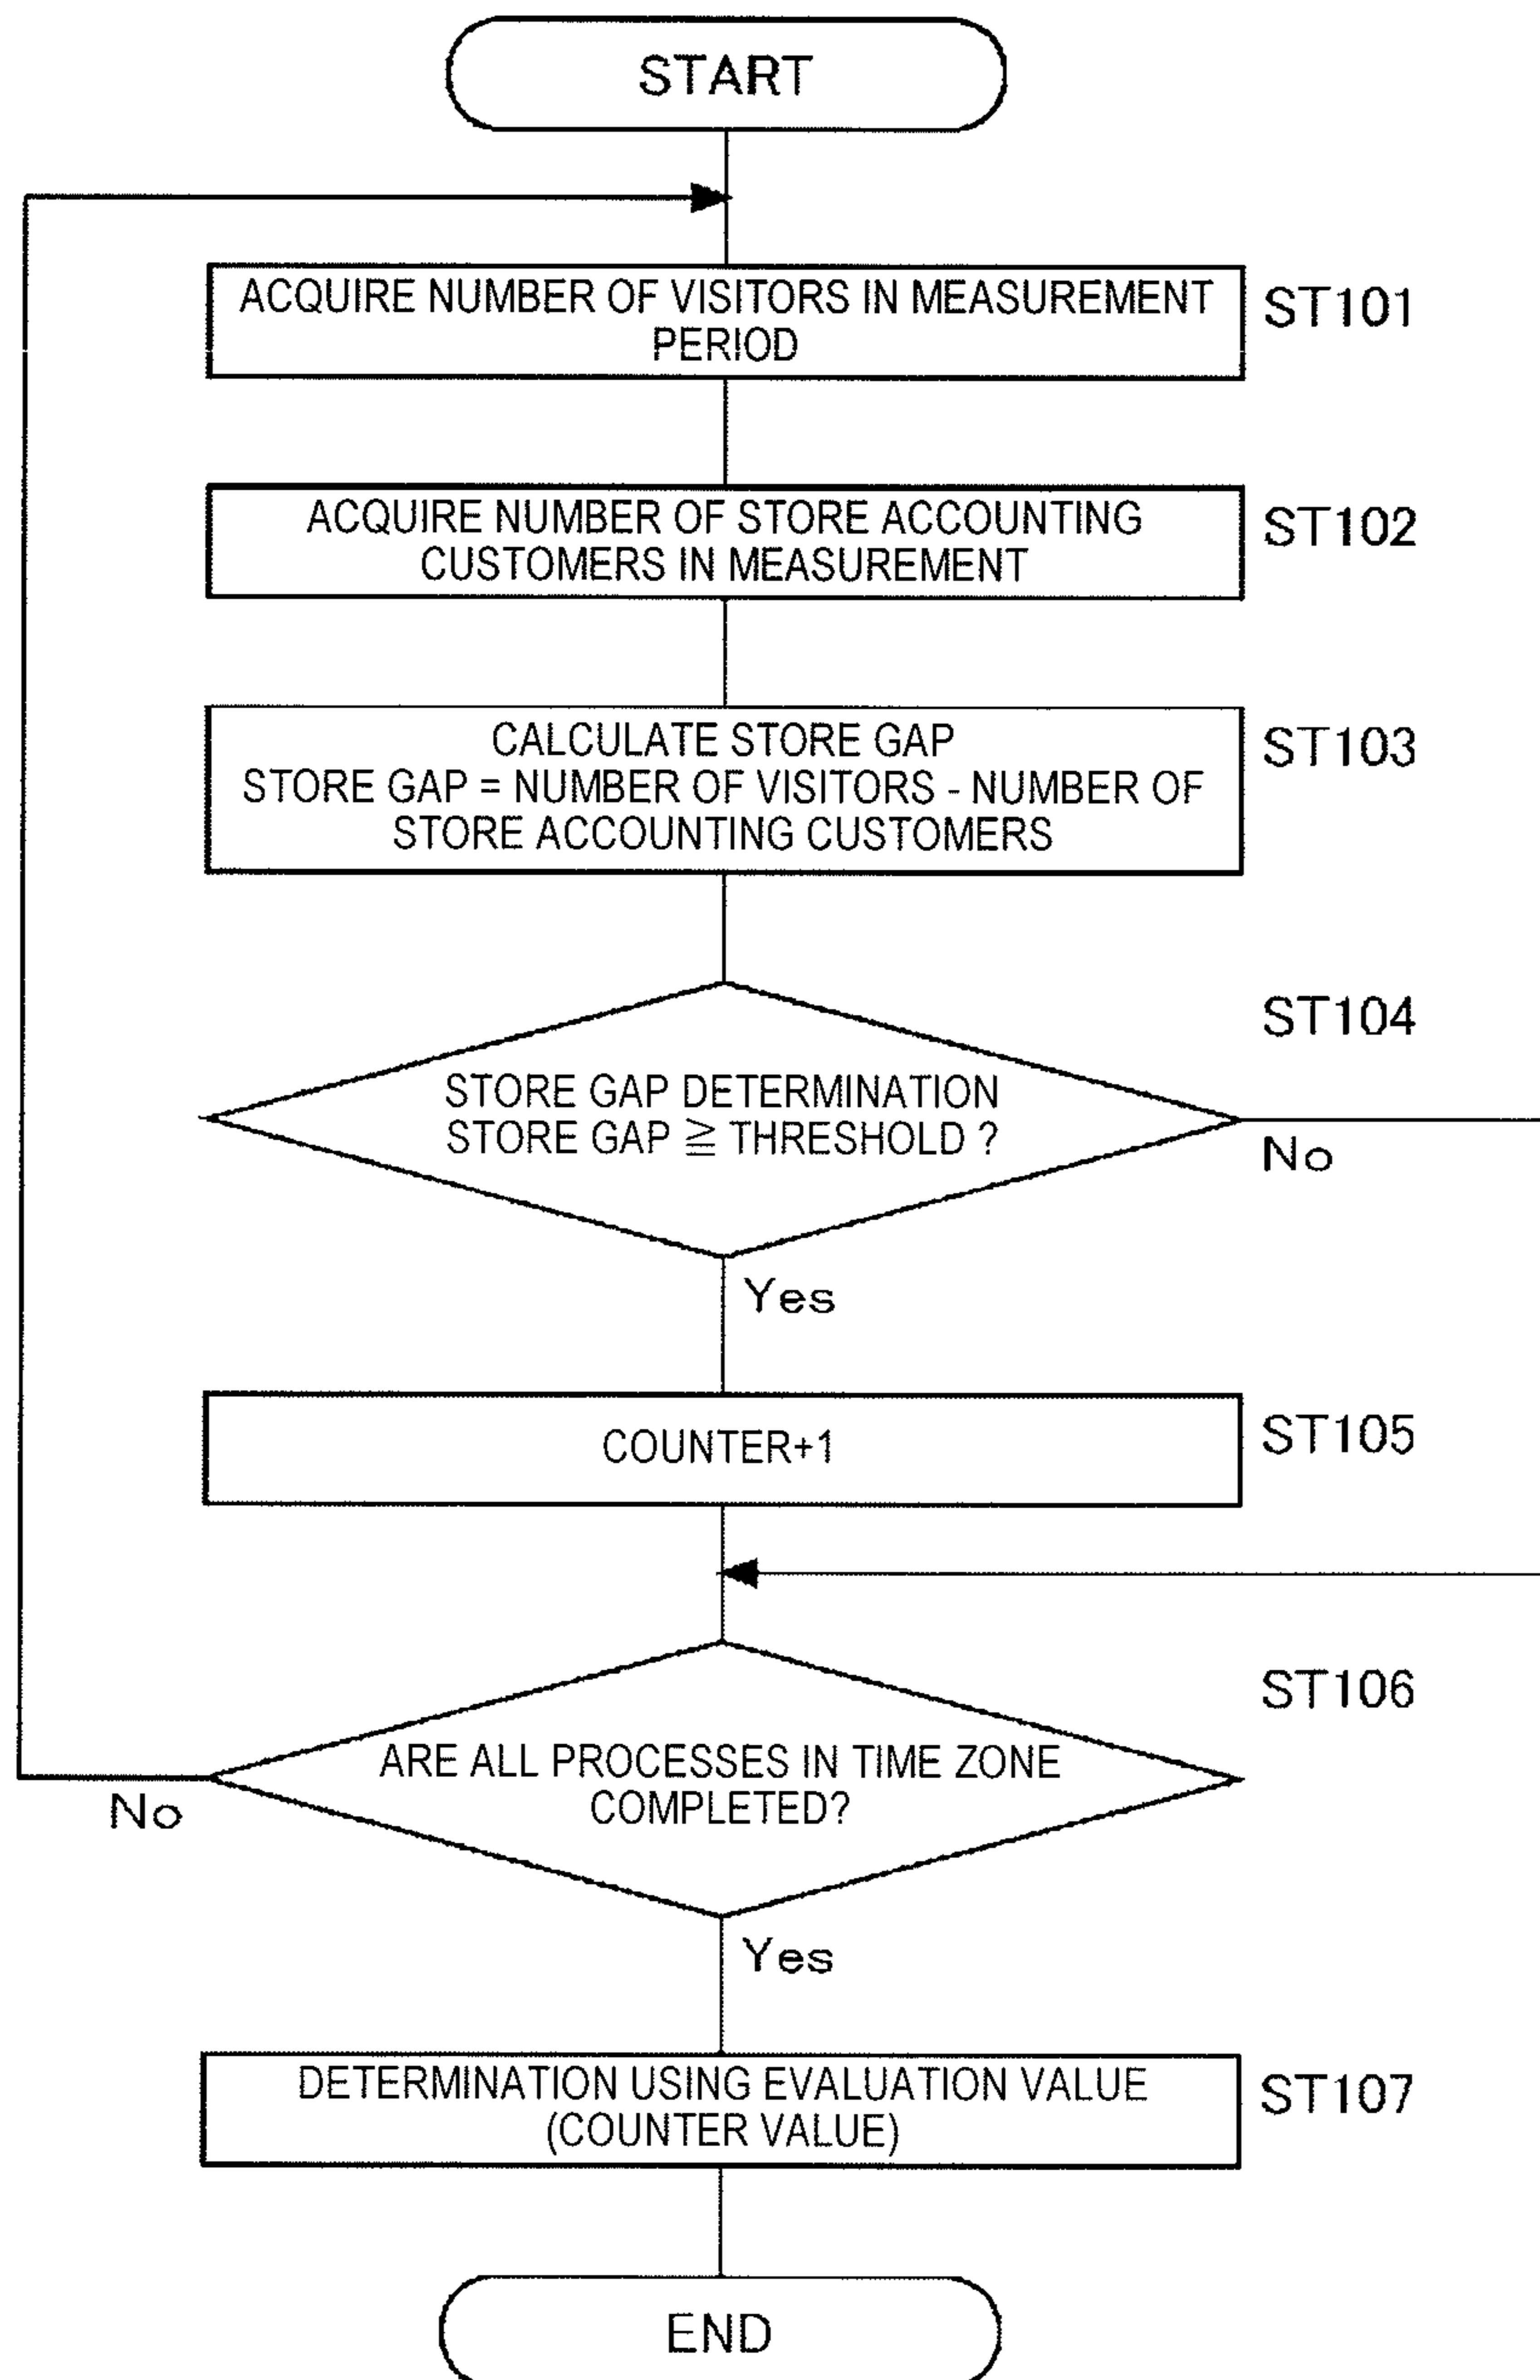 START
ACQUIRE NUMBER OF VISITORS IN MEASUREMENT
PERIOD
ST101
ACQUIRE NUMBER OF STORE ACCOUNTING
CUSTOMERS IN MEASUREMENT
ST102
CALCULATE STORE GAP
STORE GAP = NUMBER OF VISITORS - NUMBER OF
STORE ACCOUNTING CUSTOMERS
ST103
STORE GAP DETERMINATION
STORE GAP ≧ THRESHOLD ?
ST104
No
Yes
COUNTER+1
ST105
ARE ALL PROCESSES IN TIME ZONE
COMPLETED?
ST106
No
Yes
DETERMINATION USING EVALUATION VALUE
(COUNTER VALUE)
ST107
END